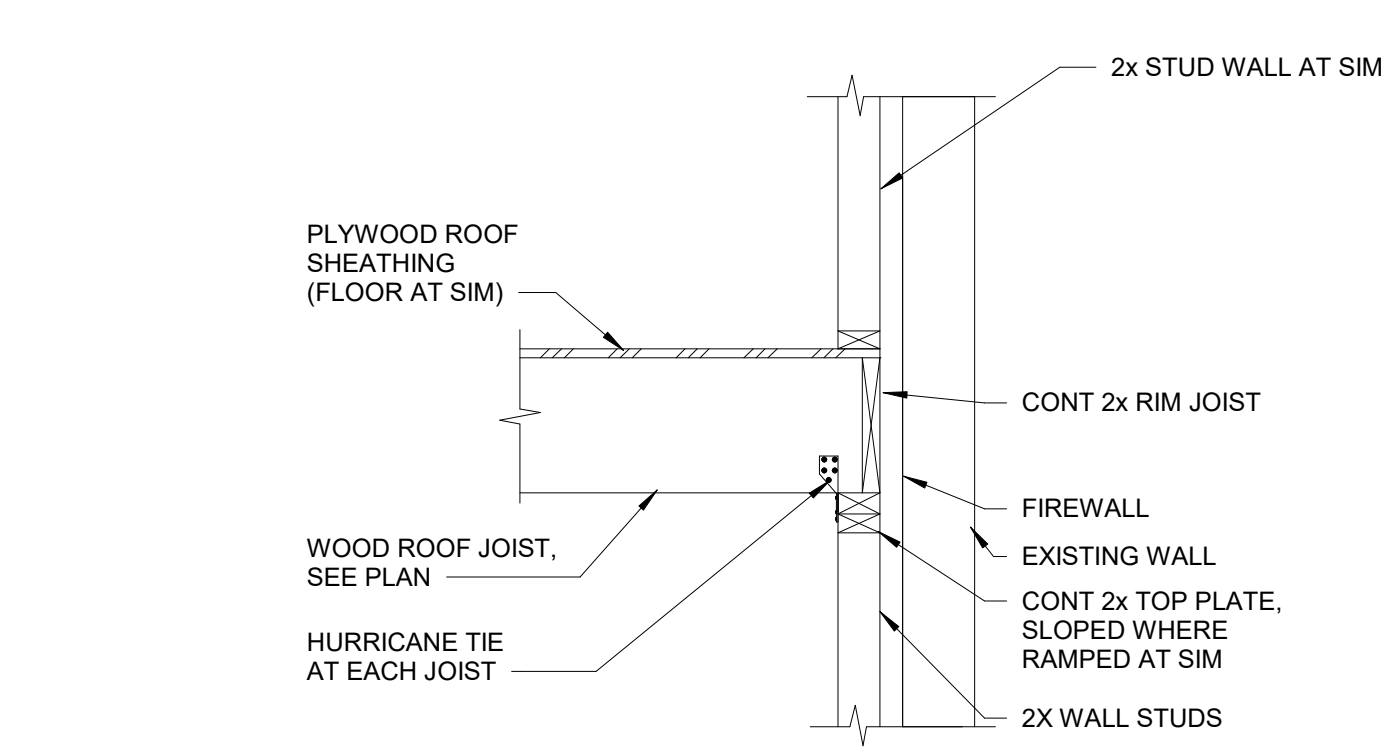 2x STUD WALL AT SIM
PLYWOOD ROOF
SHEATHING
(FLOOR AT SIM)
CONT 2x RIM JOIST
FIREWALL
WOOD ROOF JOIST,
SEE PLAN
EXISTING WALL
CONT 2x TOP PLATE,
SLOPED WHERE
RAMPED AT SIM
HURRICANE TIE
AT EACH JOIST
2X WALL STUDS